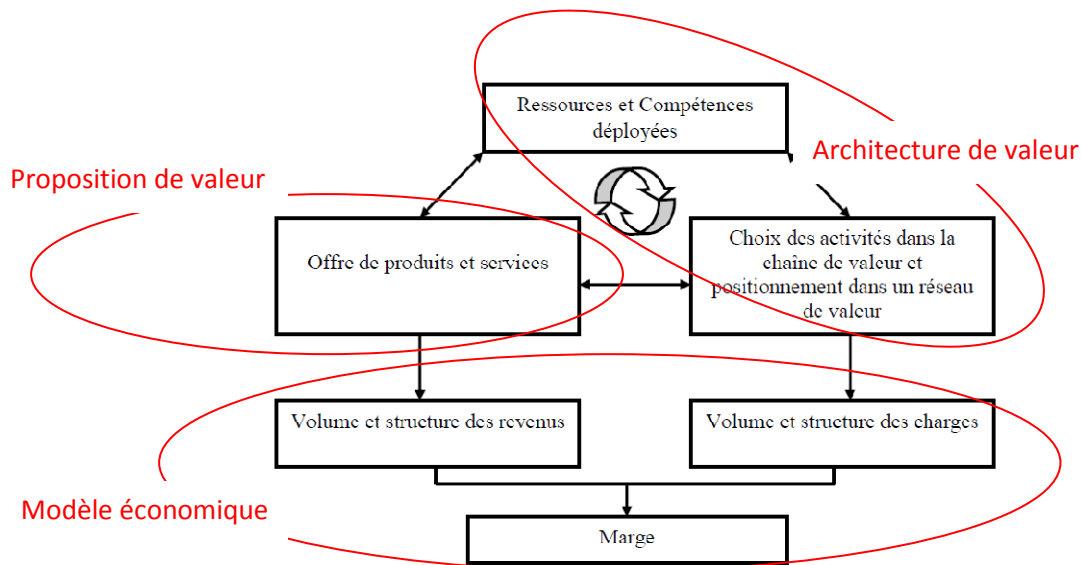 Ressources et Compétences
déployées
Architecture de valeur
Proposition de valeur
Offre de produits et services
Choix des activités dans la
chaîne de valeur et
positionnement dans un réseau
de valeur
Volume et structure des revenus
Volume et structure des charges
Modèle économique
Marge